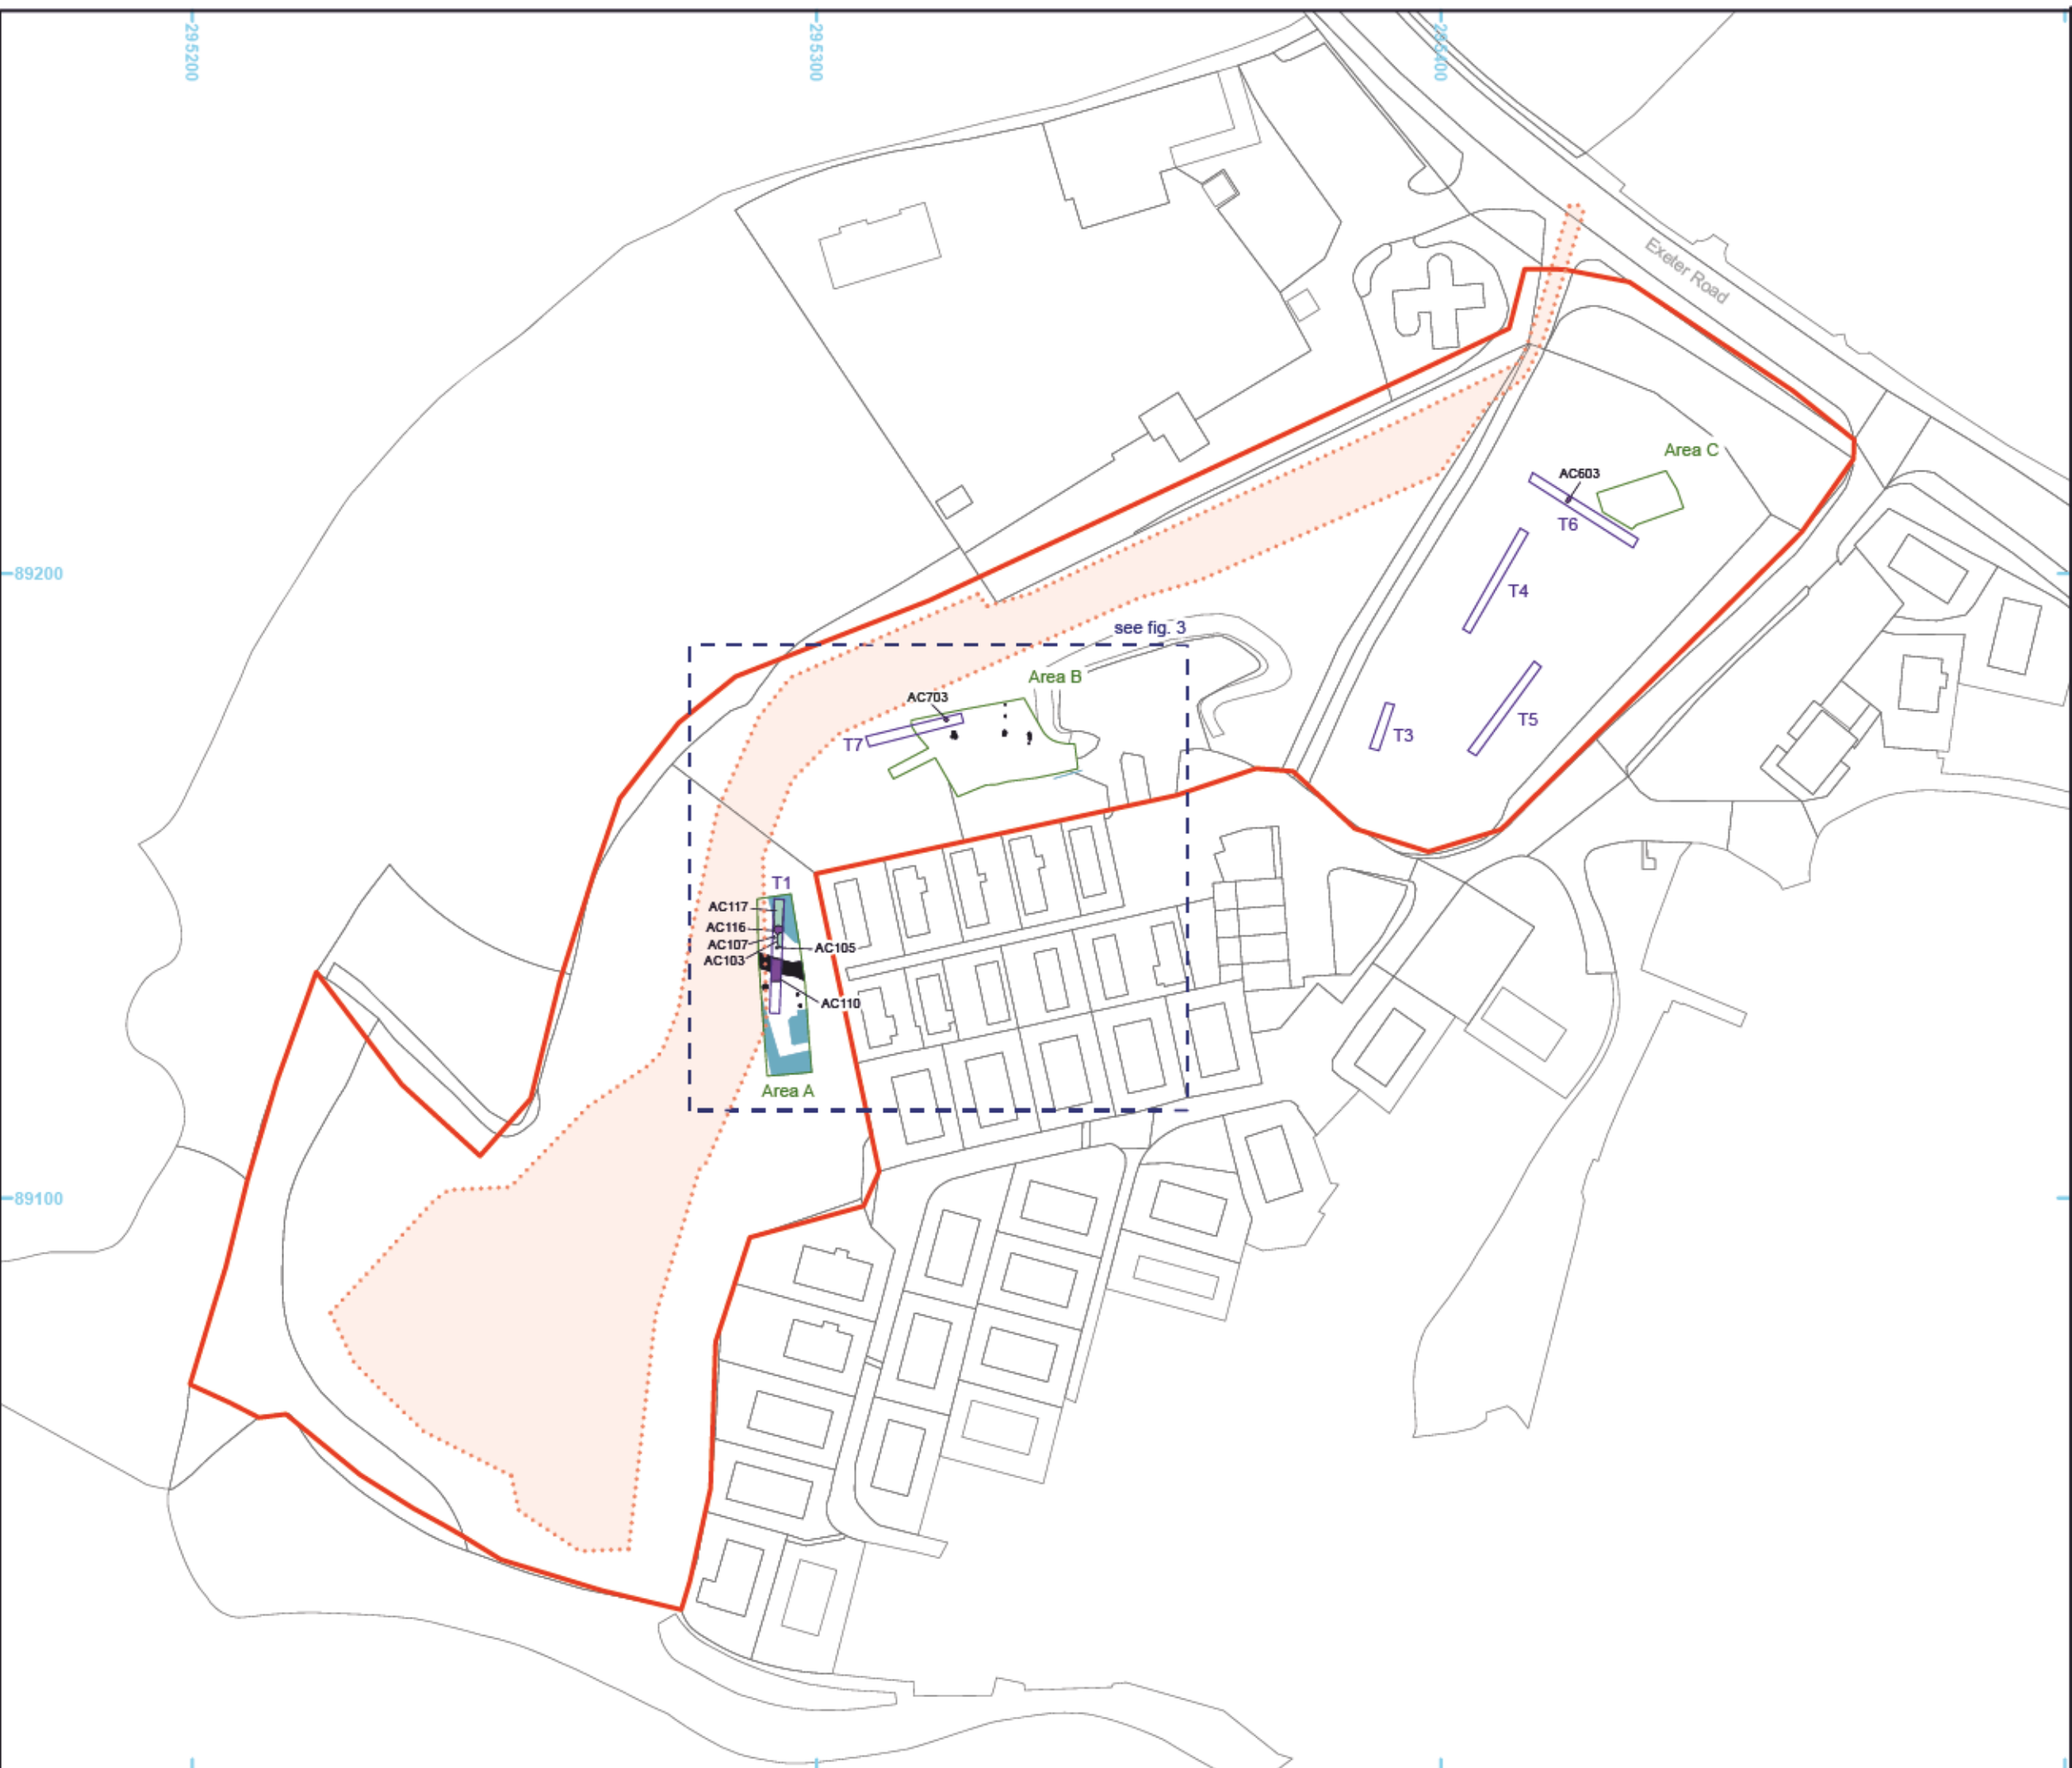 295200
295300
295400
Exeter Road
Area C
AC603
T6
89200
T4
see fig. 3
Area B
AC703
T7
T3
T5
T1
AC117
AC116
AC107
AC105
AC103
AC110
Area A
89100